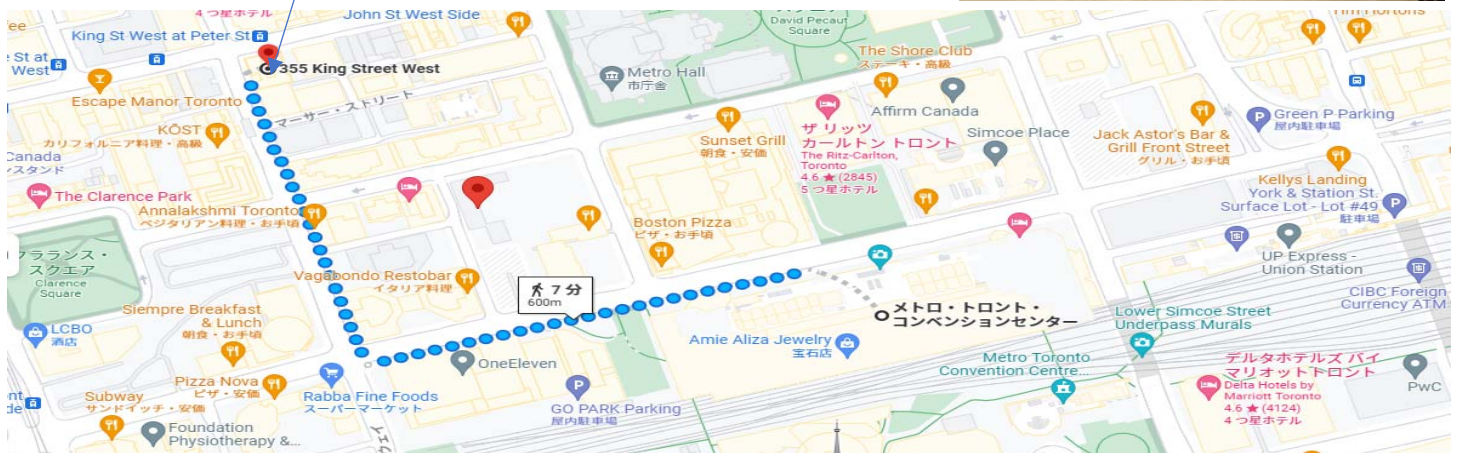 4 つ星ホテル
John St West Side
David Pecaut
Square
Tim Hortons
King St West at Peter St
355 King Street West
The Shore Club
ステーキ・高級
Metro Hall
市庁舎
Escape Manor Toronto
マーサー・ストリート
Affirm Canada
Green P Parking
屋内駐車場
KŌST
カリフォルニア料理・高級
Sunset Grill
朝食・安価
ザ リッツ
カールトン トロント
The Ritz-Carlton,
Toronto
4.6 ★ (2845)
5 つ星ホテル
Simcoe Place
Jack Astor's Bar &
Grill Front Street
グリル・お手頃
Canada
The Clarence Park
Kellys Landing
York & Station St.
Surface Lot - Lot #49
駐車場
Annalakshmi Toronto
ベジタリアン料理・お手頃
Boston Pizza
ピザ・お手頃
クラランス・
スクエア
Clarence
Square
UP Express -
Union Station
Vagabondo Restobar
イタリア料理
7 分
600m
CIBC Foreign
Currency ATM
メトロ・トロント・
コンベンションセンター
Siempre Breakfast
& Lunch
朝食・お手頃
Lower Simcoe Street
Underpass Murals
LCBO
酒店
Amie Aliza Jewelry
宝石店
OneEleven
Metro Toronto
Convention Centre...
デルタホテルズ バイ
マリオットトロント
Delta Hotels by
Marriott Toronto
4.6 ★ (4124)
4 つ星ホテル
PwC
Pizza Nova
ピザ・安価
Rabba Fine Foods
スーパーマーケット
Subway
サンドイッチ・安価
GO PARK Parking
屋内駐車場
Foundation
Physiotherapy &...